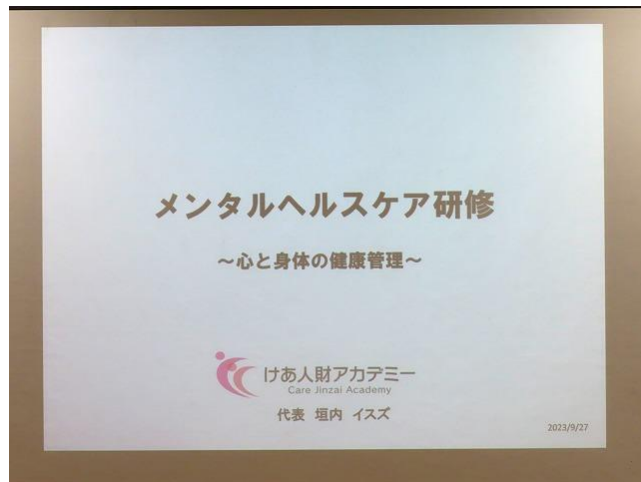 メンタルヘルスケア研修
～心と身体の健康管理～
けあ人財アカデミー
Care Jinzai Academy
代表 垣内 イスズ
2023/9/27